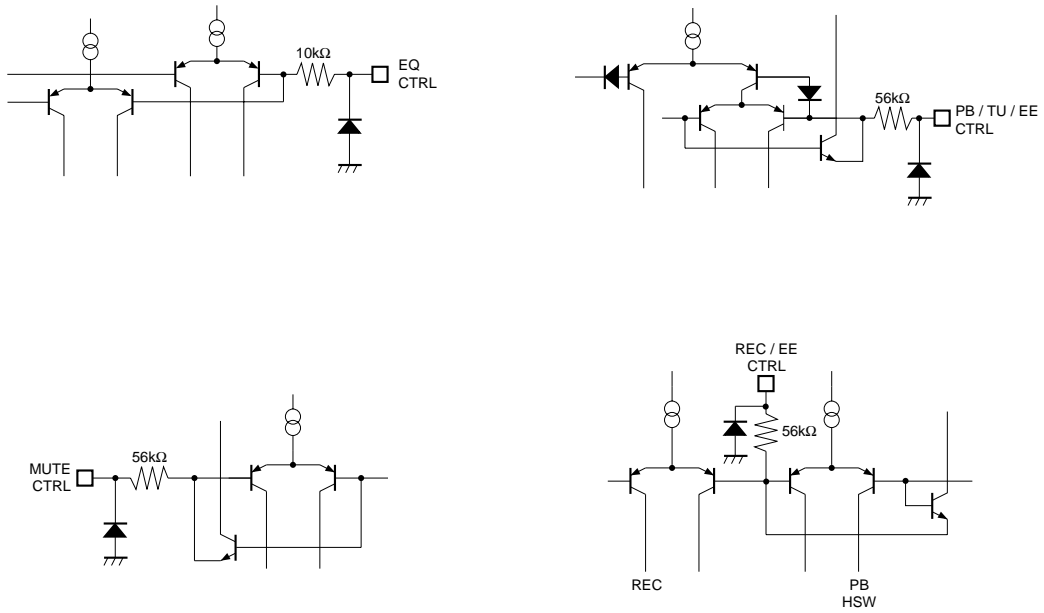 10kΩ
EQ
CTRL
56kΩ
PB / TU / EE
CTRL
MUTE
CTRL
56kΩ
REC / EE
CTRL
56kΩ
REC
PB
HSW